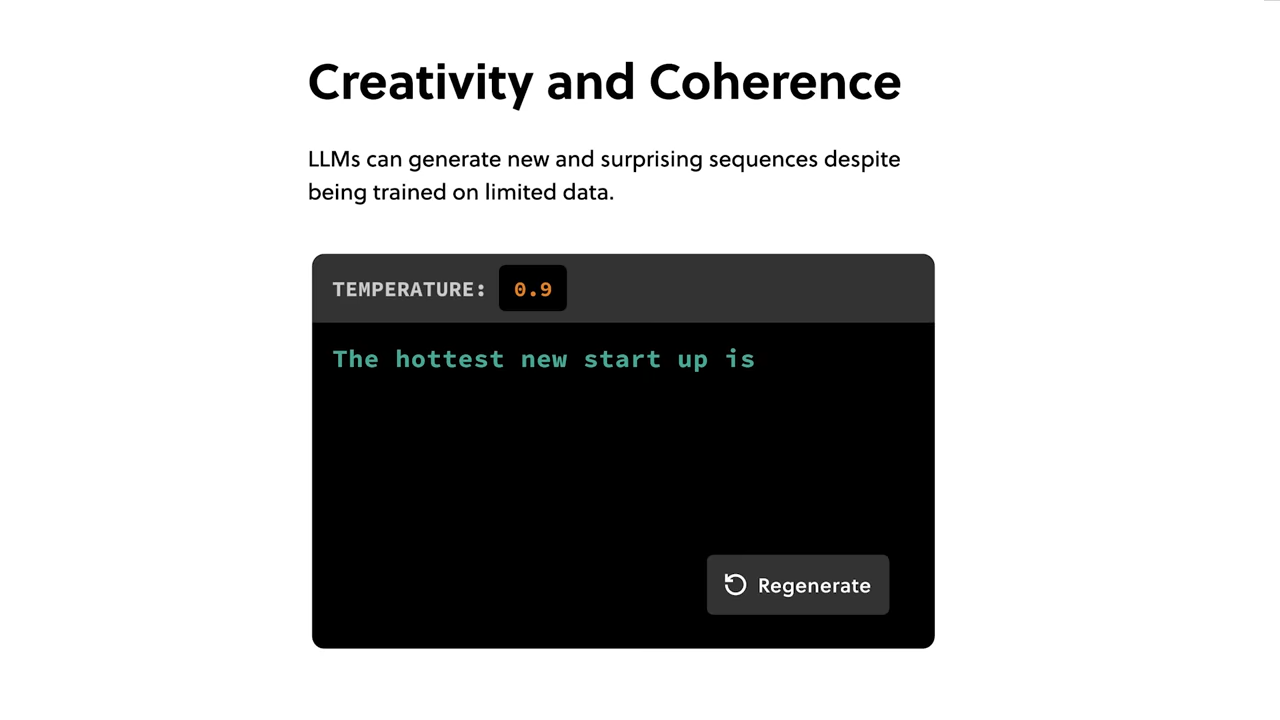 Creativity and Coherence
LLMs can generate new and surprising sequences despite
being trained on limited data.
TEMPERATURE: 0.9
The hottest new start up is
Regenerate